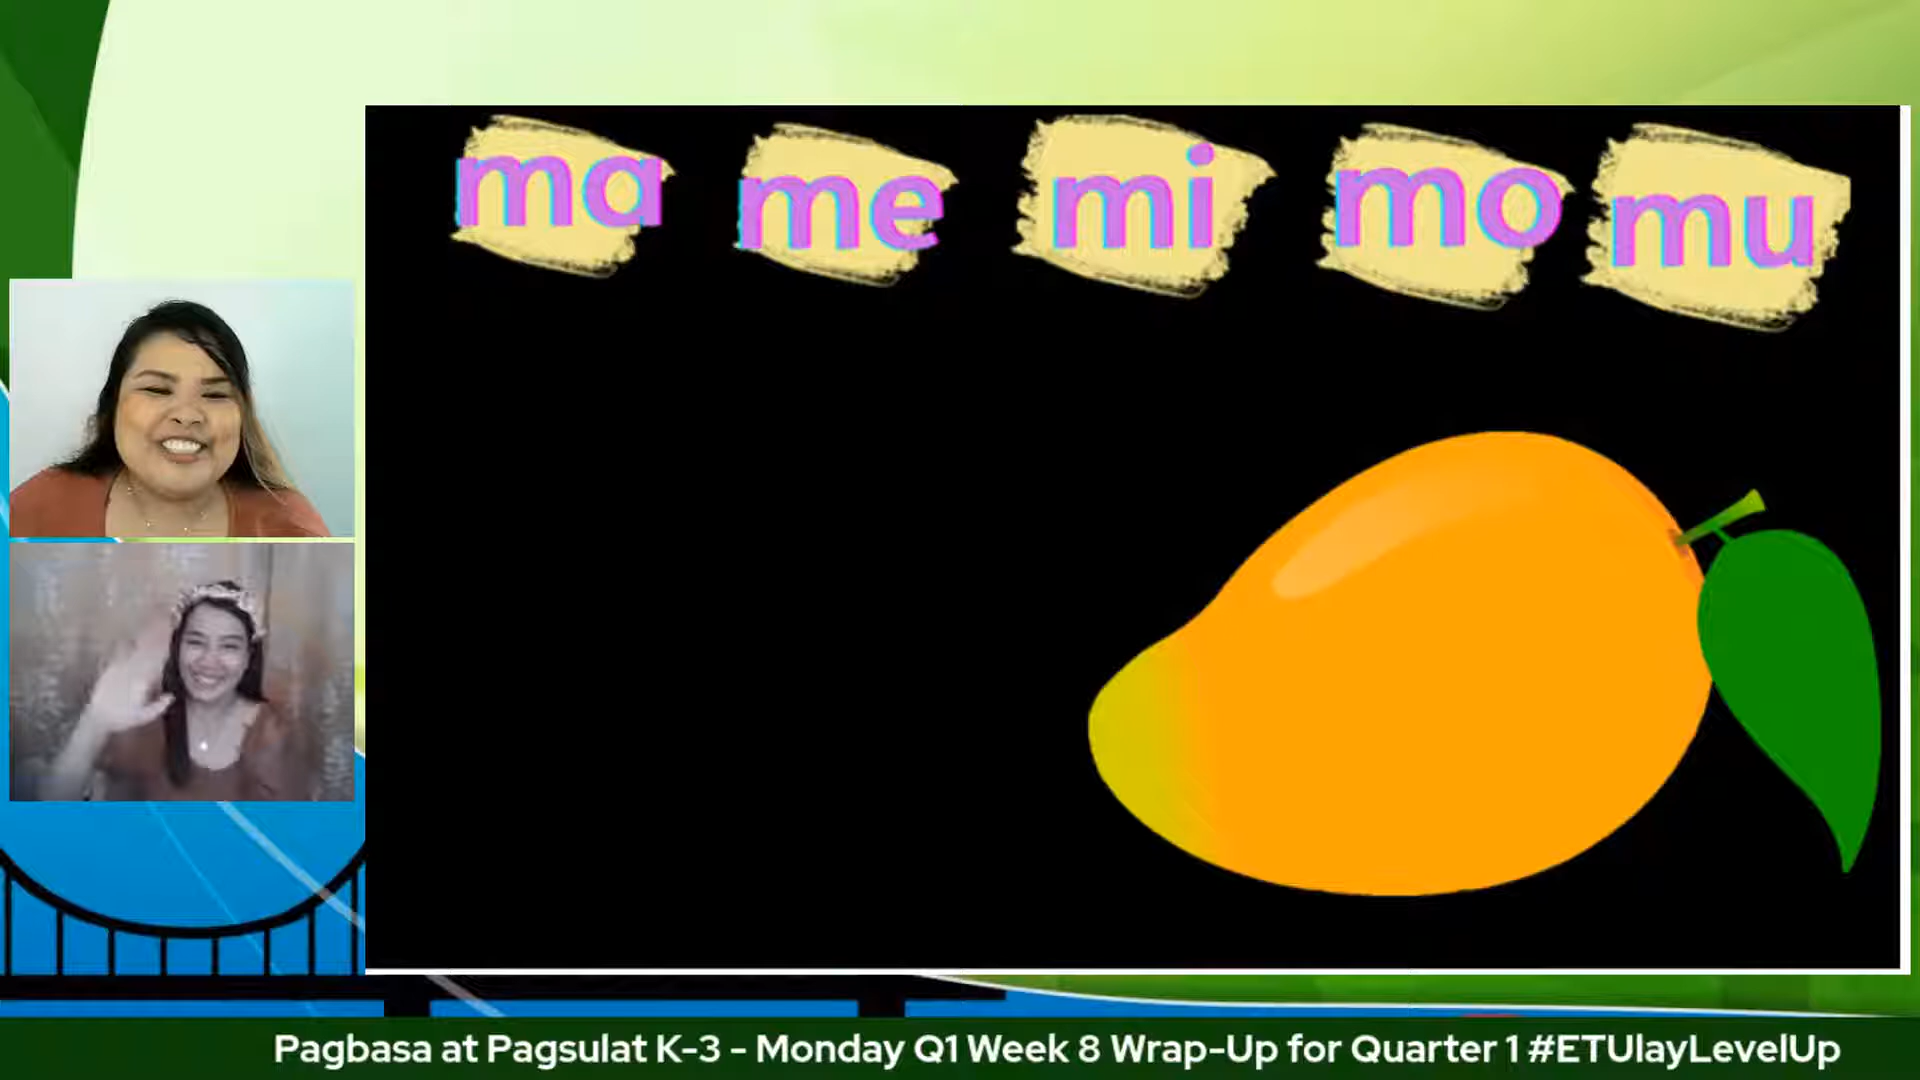 ma me mi mo mu
Pagbasa at Pagsulat K-3 - Monday Q1 Week 8 Wrap-Up for Quarter 1 #ETUlayLevelUp